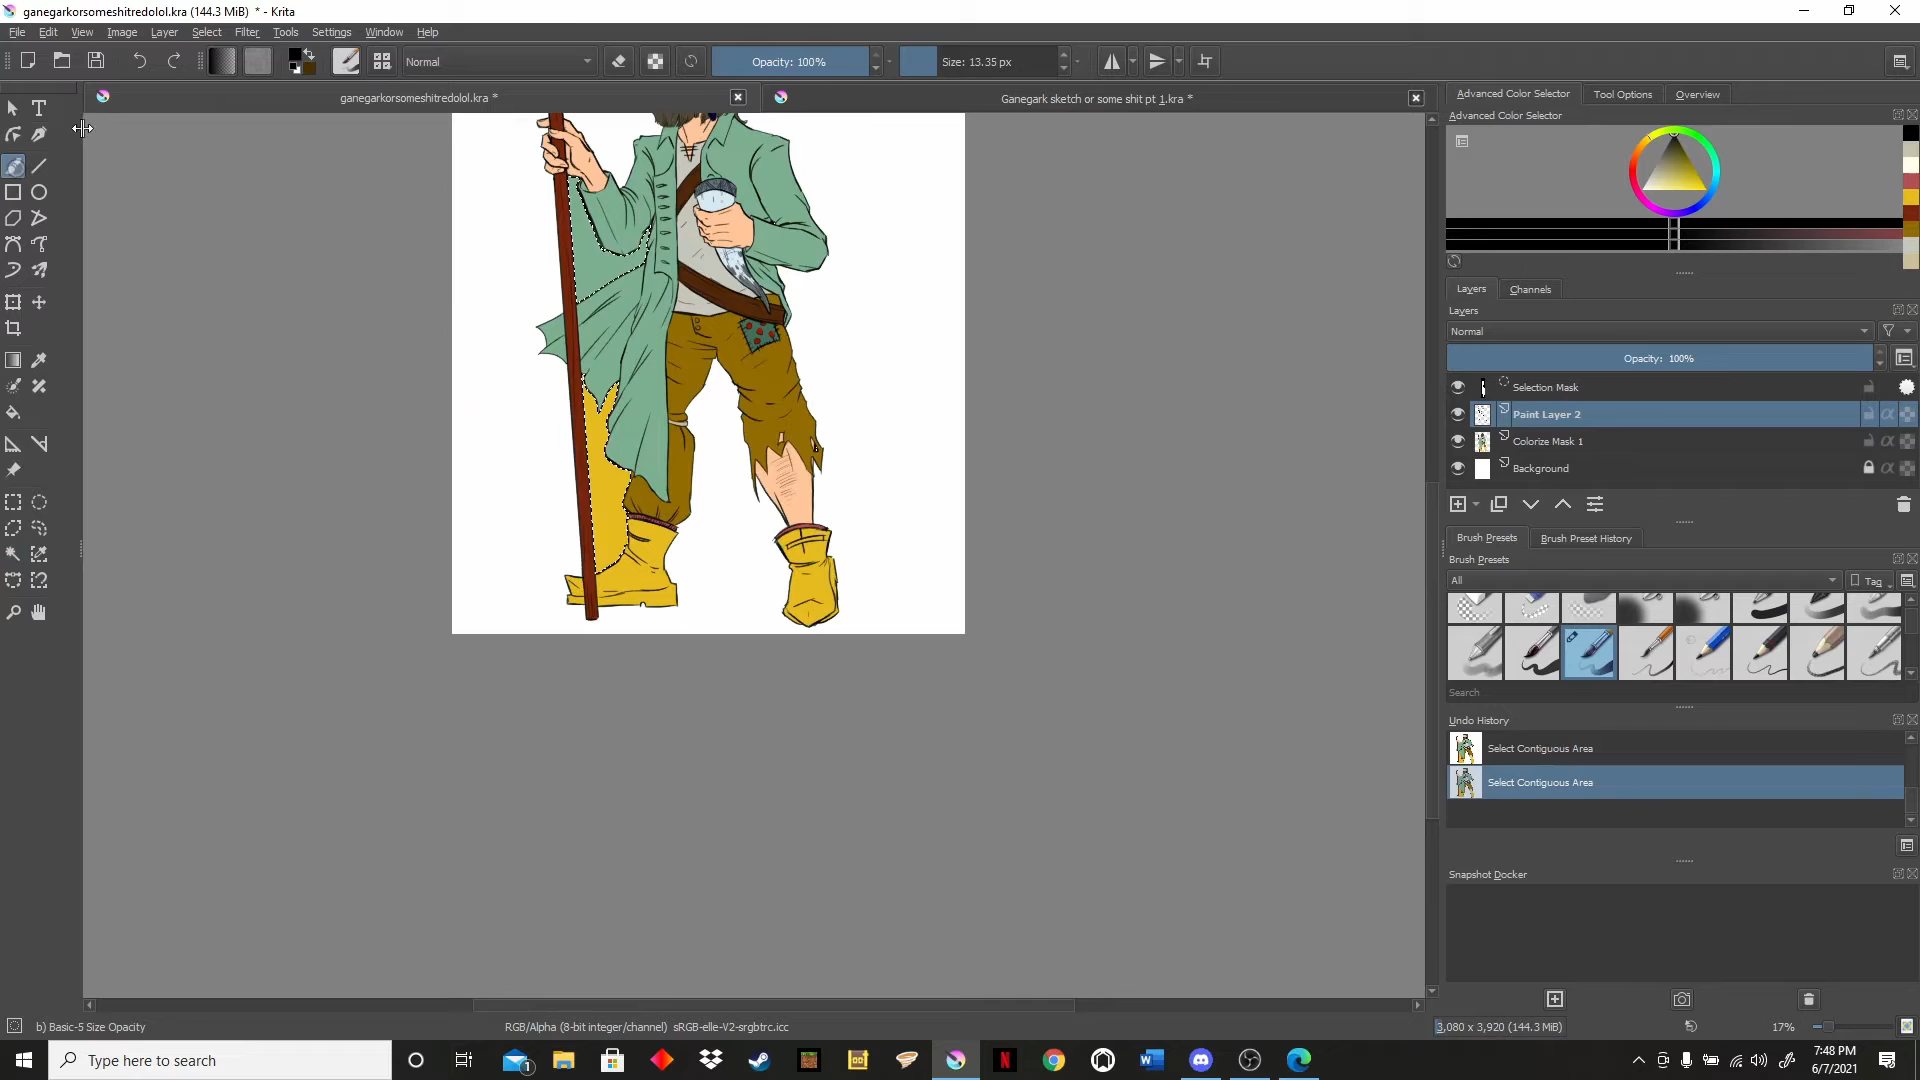 ganegarkorsomeshitredolol.kra (144.3 MiB) * - Krita
File Edit View Image Layer Select Filter Tools Settings Window Help
Normal
Opacity: 100%
Size: 13.35 px
ganegarkorsomeshitredolol.kra *
Ganegark sketch or some shit pt 1.kra *
Advanced Color Selector Tool Options Overview
Advanced Color Selector
Layers Channels
Layers
Normal
Opacity: 100%
Selection Mask
Paint Layer 2
Colorize Mask 1
Background
Brush Presets Brush Preset History
Brush Presets
All
Tag
Search
Undo History
Select Contiguous Area
Select Contiguous Area
Snapshot Docker
b) Basic-5 Size Opacity
RGB/Alpha (8-bit integer/channel) sRGB-elle-V2-srgbtrc.icc
3,080 x 3,920 (144.3 MiB)
17%
Type here to search
7:48 PM
6/7/2021